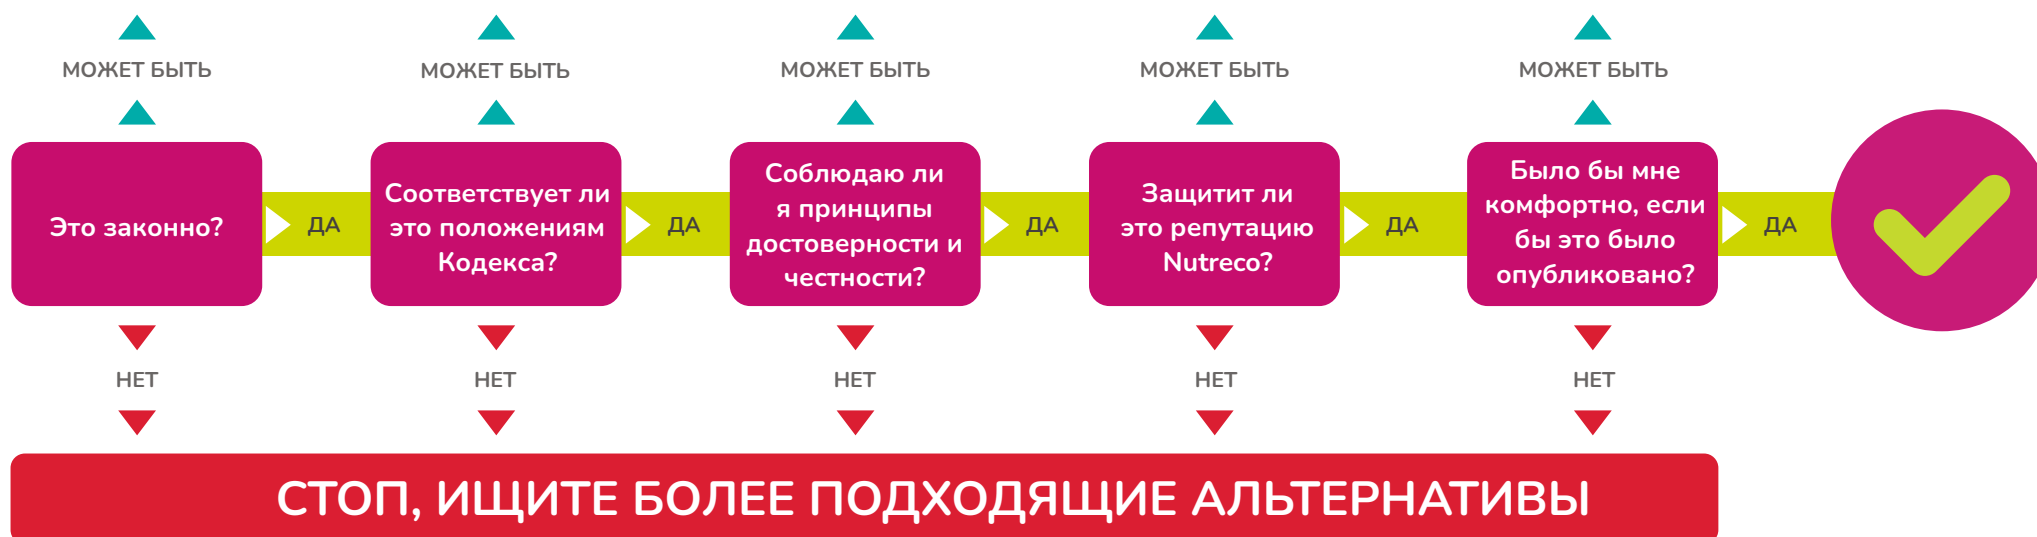 МОЖЕТ БЫТЬ
МОЖЕТ БЫТЬ
МОЖЕТ БЫТЬ
МОЖЕТ БЫТЬ
МОЖЕТ БЫТЬ
Это законно?
ДА
Соответствует ли
это положениям
Кодекса?
ДА
Соблюдаю ли
я принципы
достоверности и
честности?
ДА
Защитит ли
это репутацию
Nutreco?
ДА
Было бы мне
комфортно, если
бы это было
опубликовано?
ДА
НЕТ
НЕТ
НЕТ
НЕТ
НЕТ
СТОП, ИЩИТЕ БОЛЕЕ ПОДХОДЯЩИЕ АЛЬТЕРНАТИВЫ